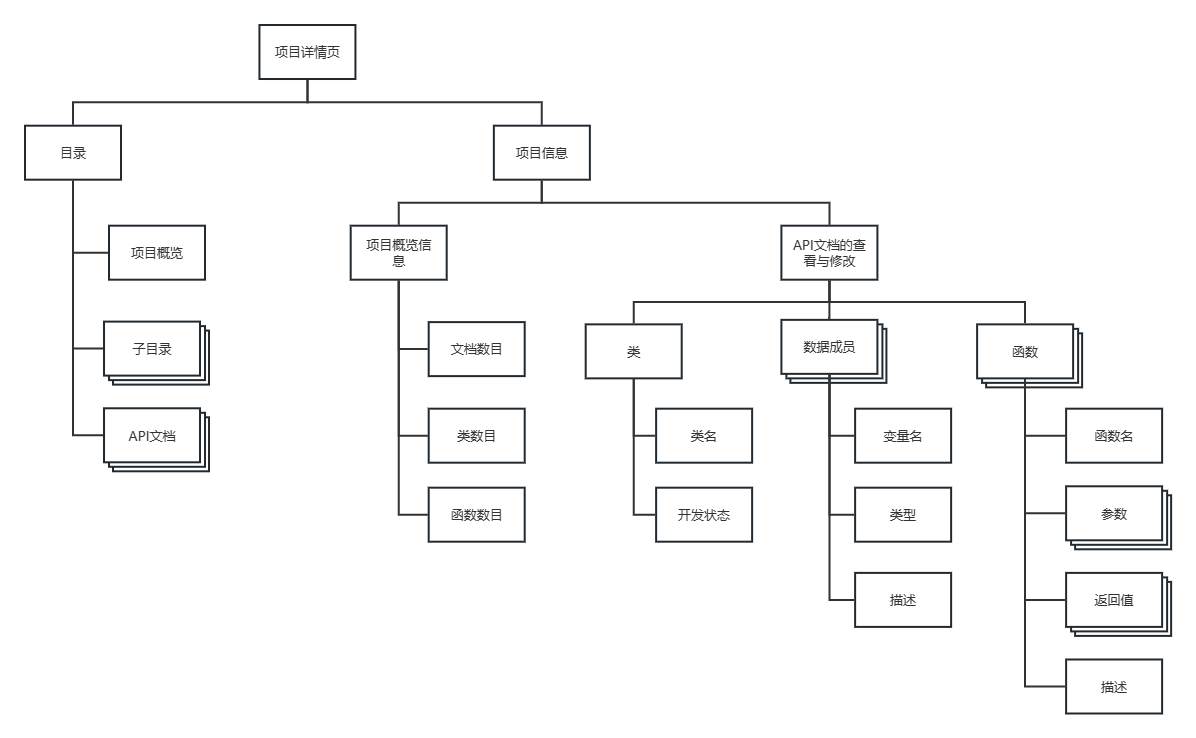 项目详情页
目录
项目信息
项目概览
项目概览信
息
API文档的查
看与修改
子目录
文档数目
类
数据成员
函数
API文档
类数目
类名
变量名
函数名
函数数目
开发状态
类型
参数
描述
返回值
描述